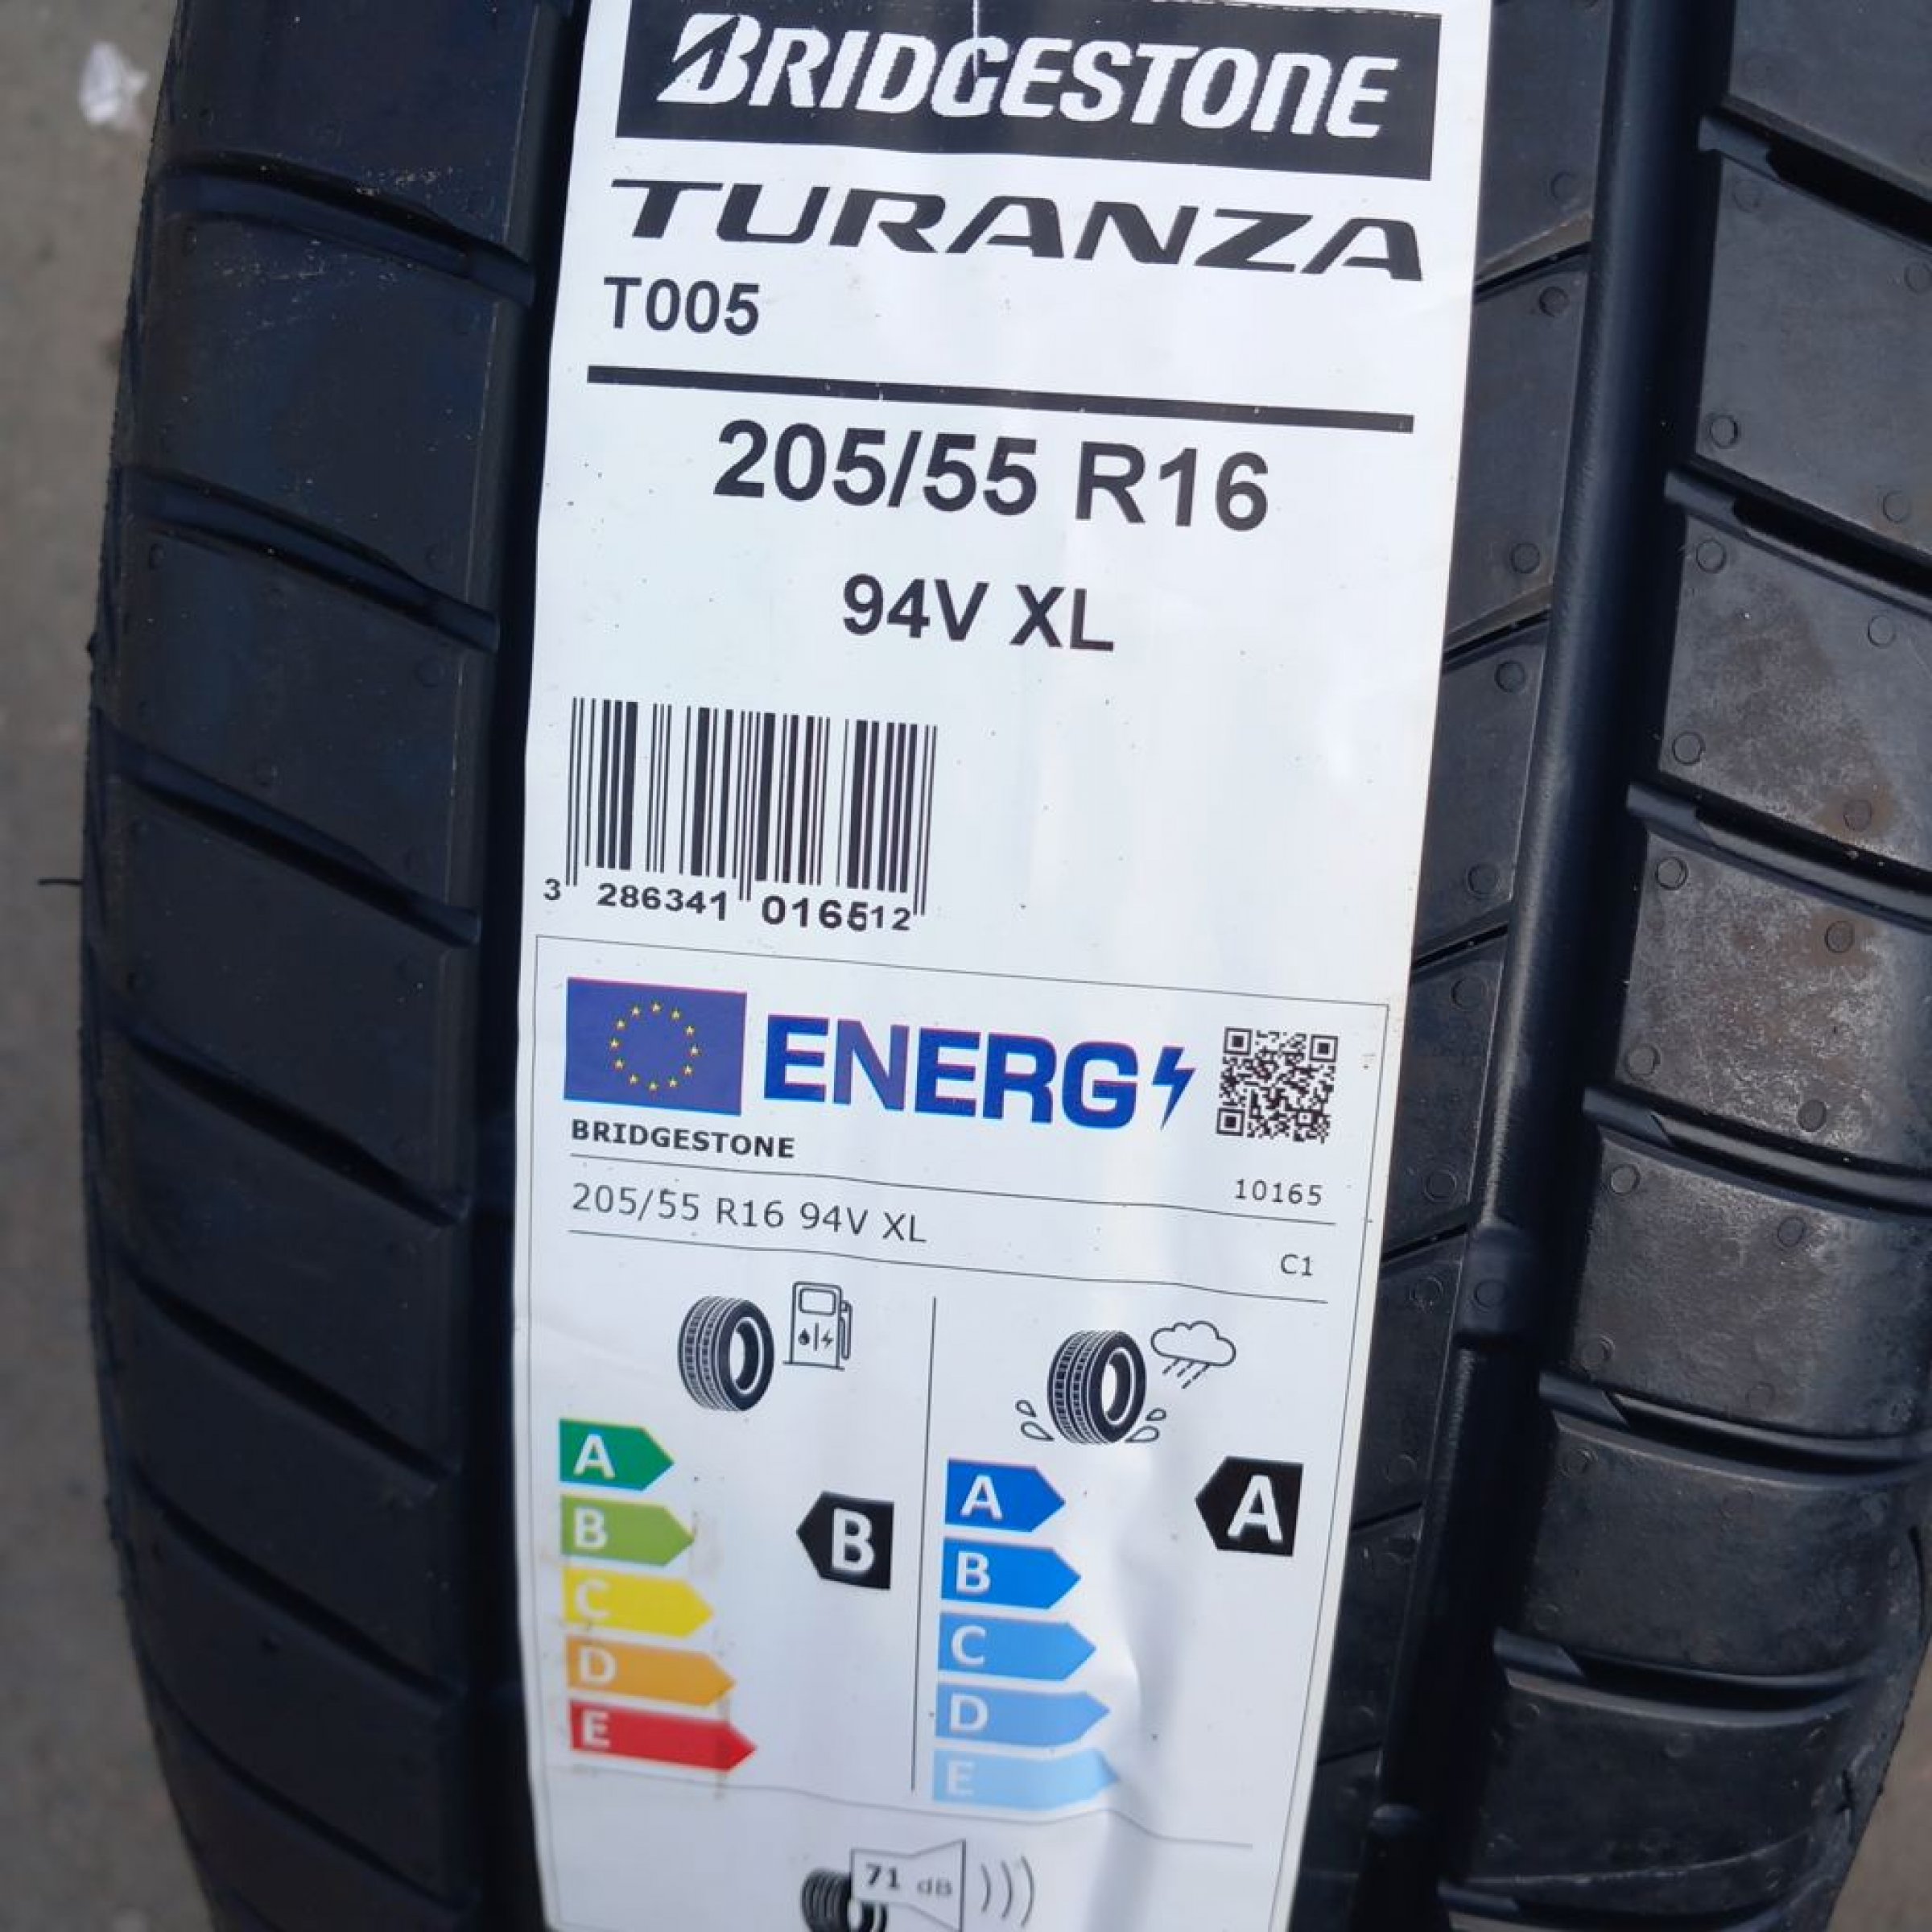 BRIDGESTONE
TURANZA
T005
205/55 R16
94V XL
3 286341 016512
ENERG
BRIDGESTONE
10165
205/55 R16 94V XL
C1
A
B
C
D
E
B
A
B
C
D
E
A
71 dB